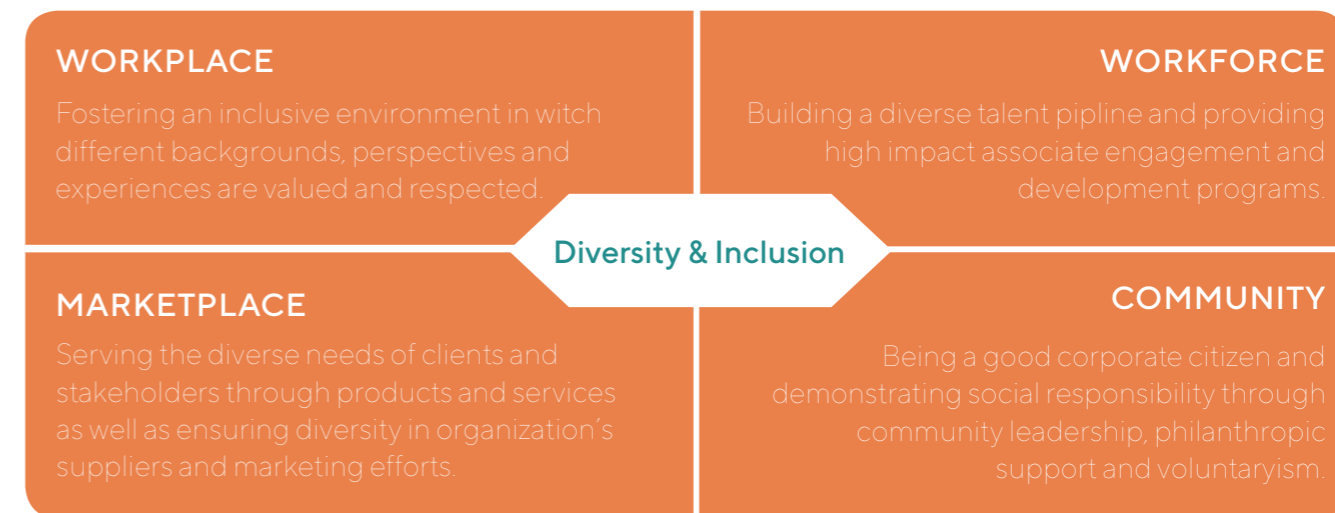 WORKPLACE
Fostering an inclusive environment in witch
different backgrounds, perspectives and
experiences are valued and respected.
WORKFORCE
Building a diverse talent pipline and providing
high impact associate engagement and
development programs.
Diversity & Inclusion
MARKETPLACE
Serving the diverse needs of clients and
stakeholders through products and services
as well as ensuring diversity in organization’s
suppliers and marketing efforts.
COMMUNITY
Being a good corporate citizen and
demonstrating social responsibility through
community leadership, philanthropic
support and voluntaryism.